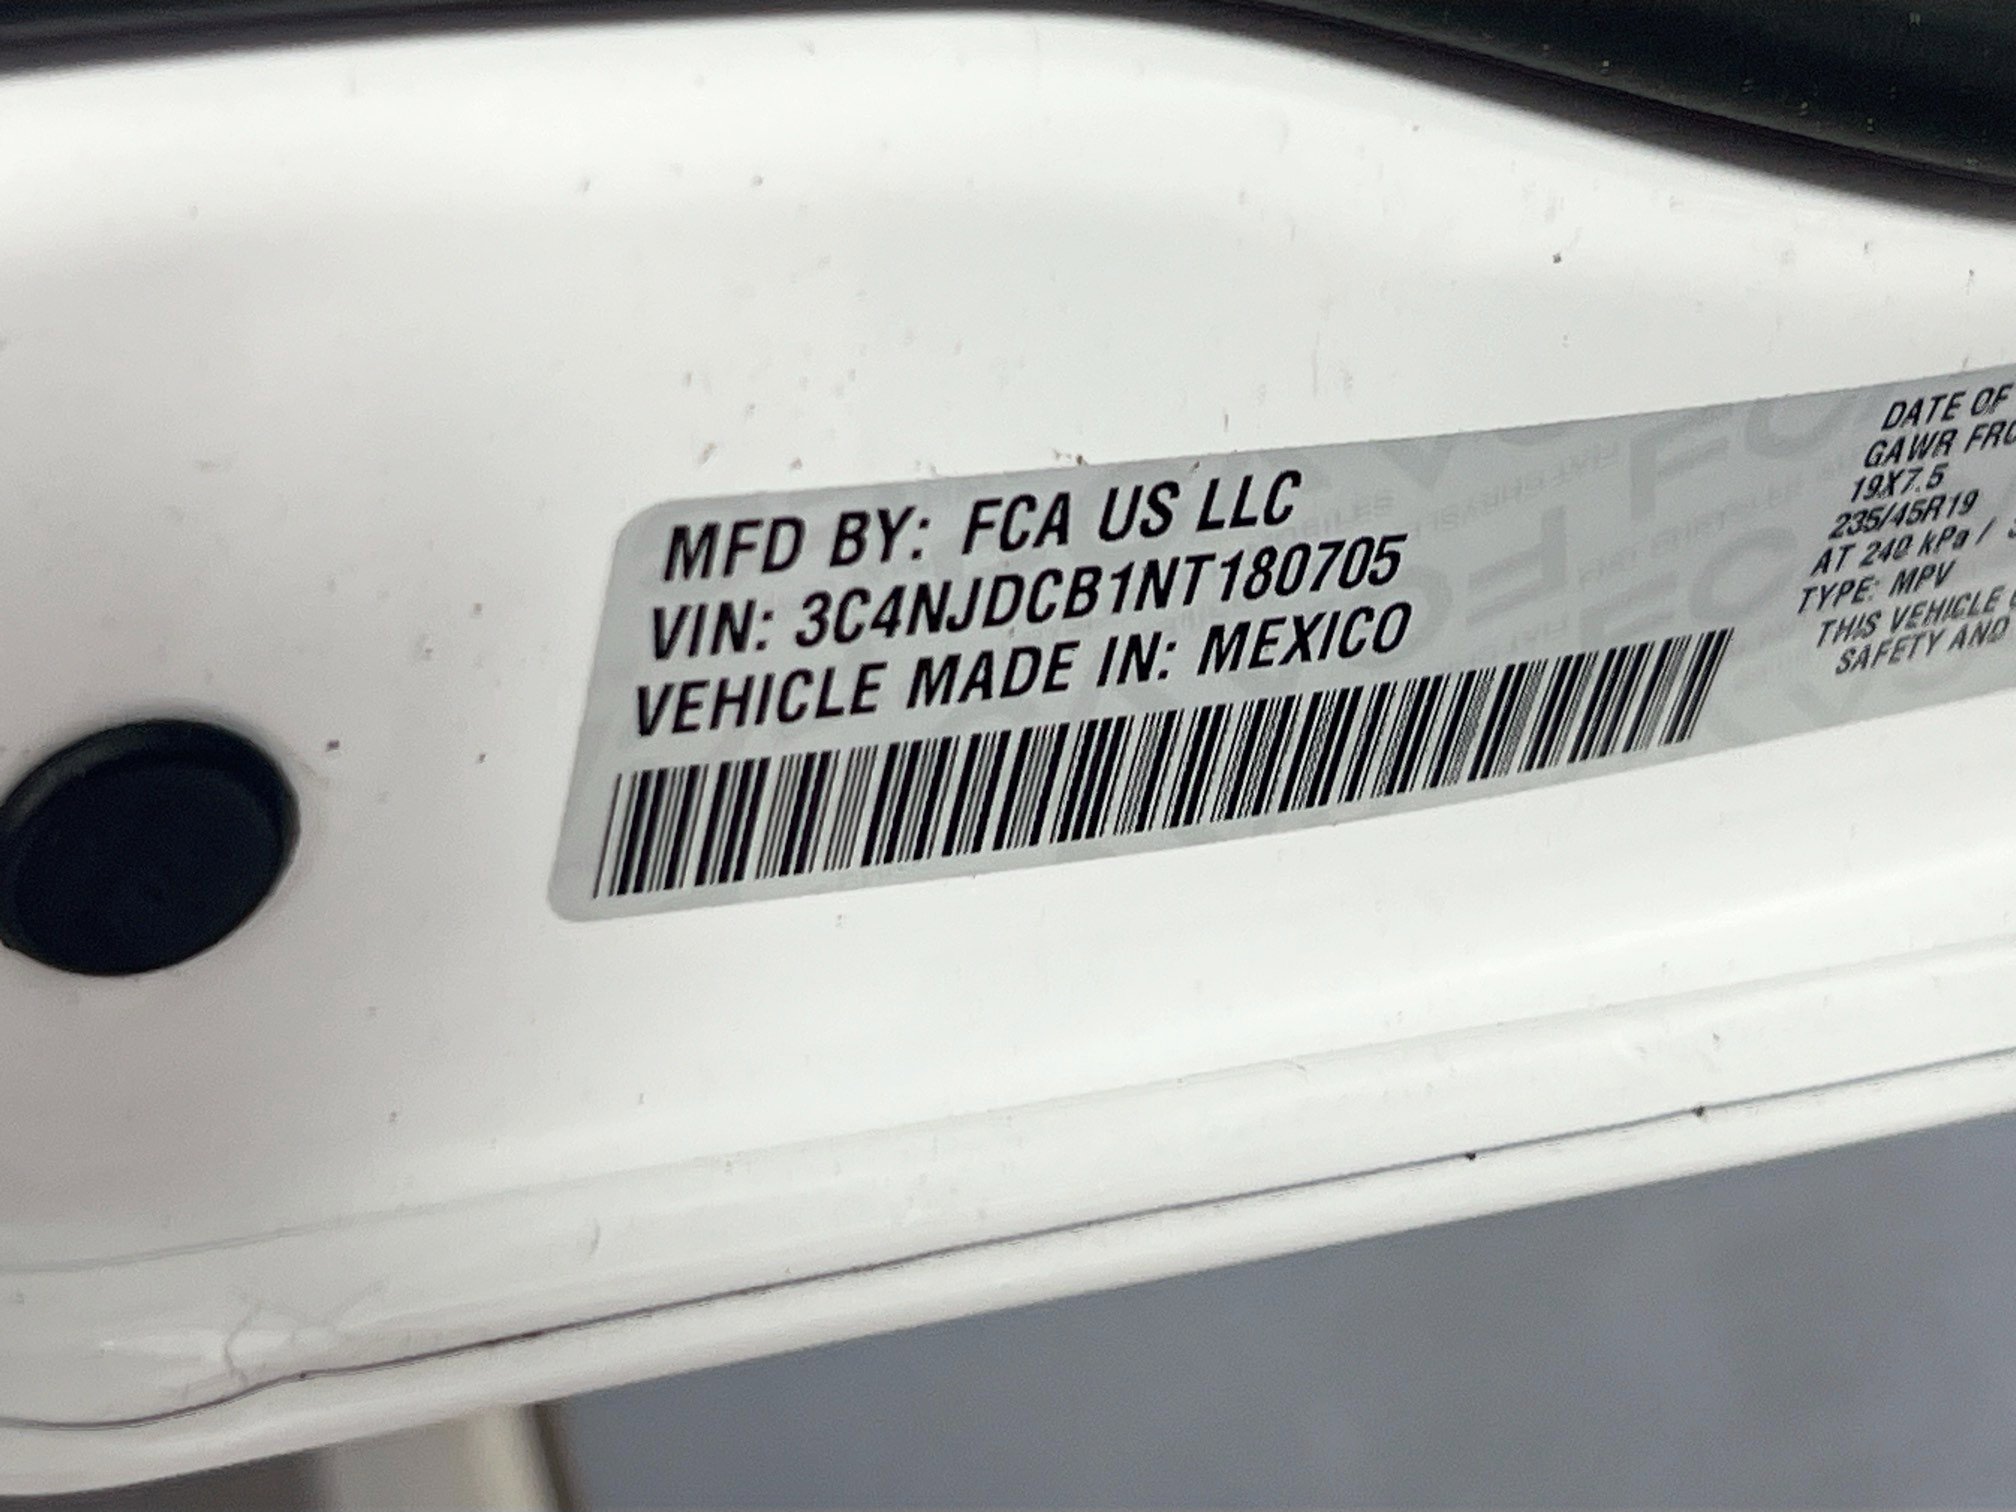 MFD BY: FCA US LLC
VIN: 3C4NJDCB1NT180705
VEHICLE MADE IN: MEXICO
DATE OF
GAWR
19X7.5
235/45R19
AT 240 kPa /
TYPE: MPV
THIS VEHICLE
SAFETY AND